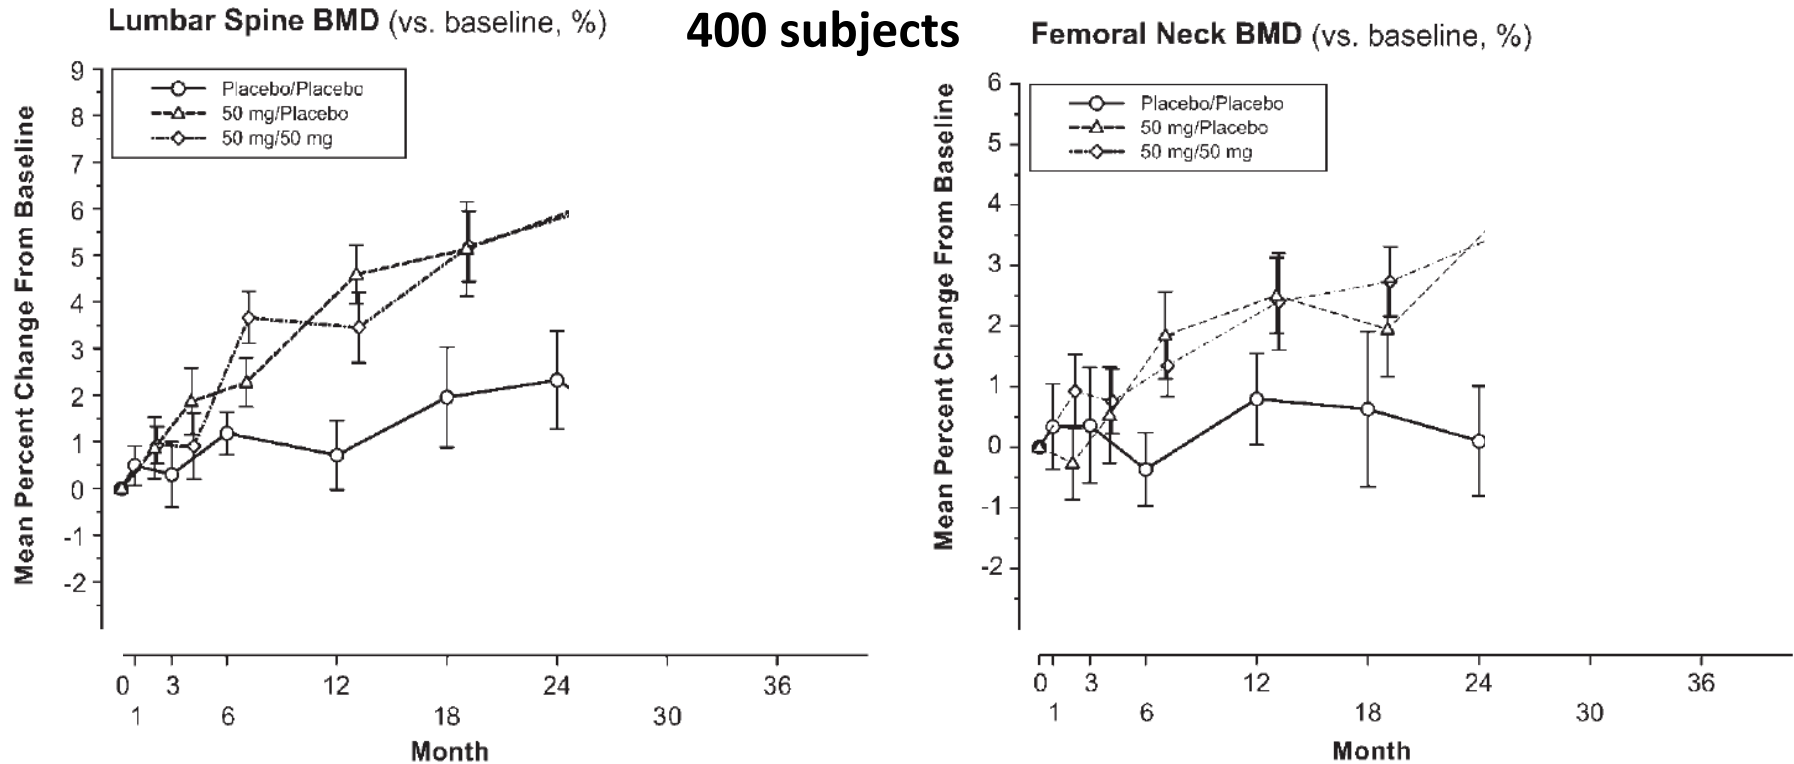 Lumbar Spine BMD (vs. baseline, %)
400 subjects
Femoral Neck BMD (vs. baseline, %)
Mean Percent Change From Baseline
9
8
7
6
5
4
3
2
1
0
-1
-2
Placebo/Placebo
50 mg/Placebo
50 mg/50 mg
0 3 12 24 36
1 6 18 30
Month
Mean Percent Change From Baseline
6
5
4
3
2
1
0
-1
-2
Placebo/Placebo
50 mg/Placebo
50 mg/50 mg
0 3 12 24 36
1 6 18 30
Month